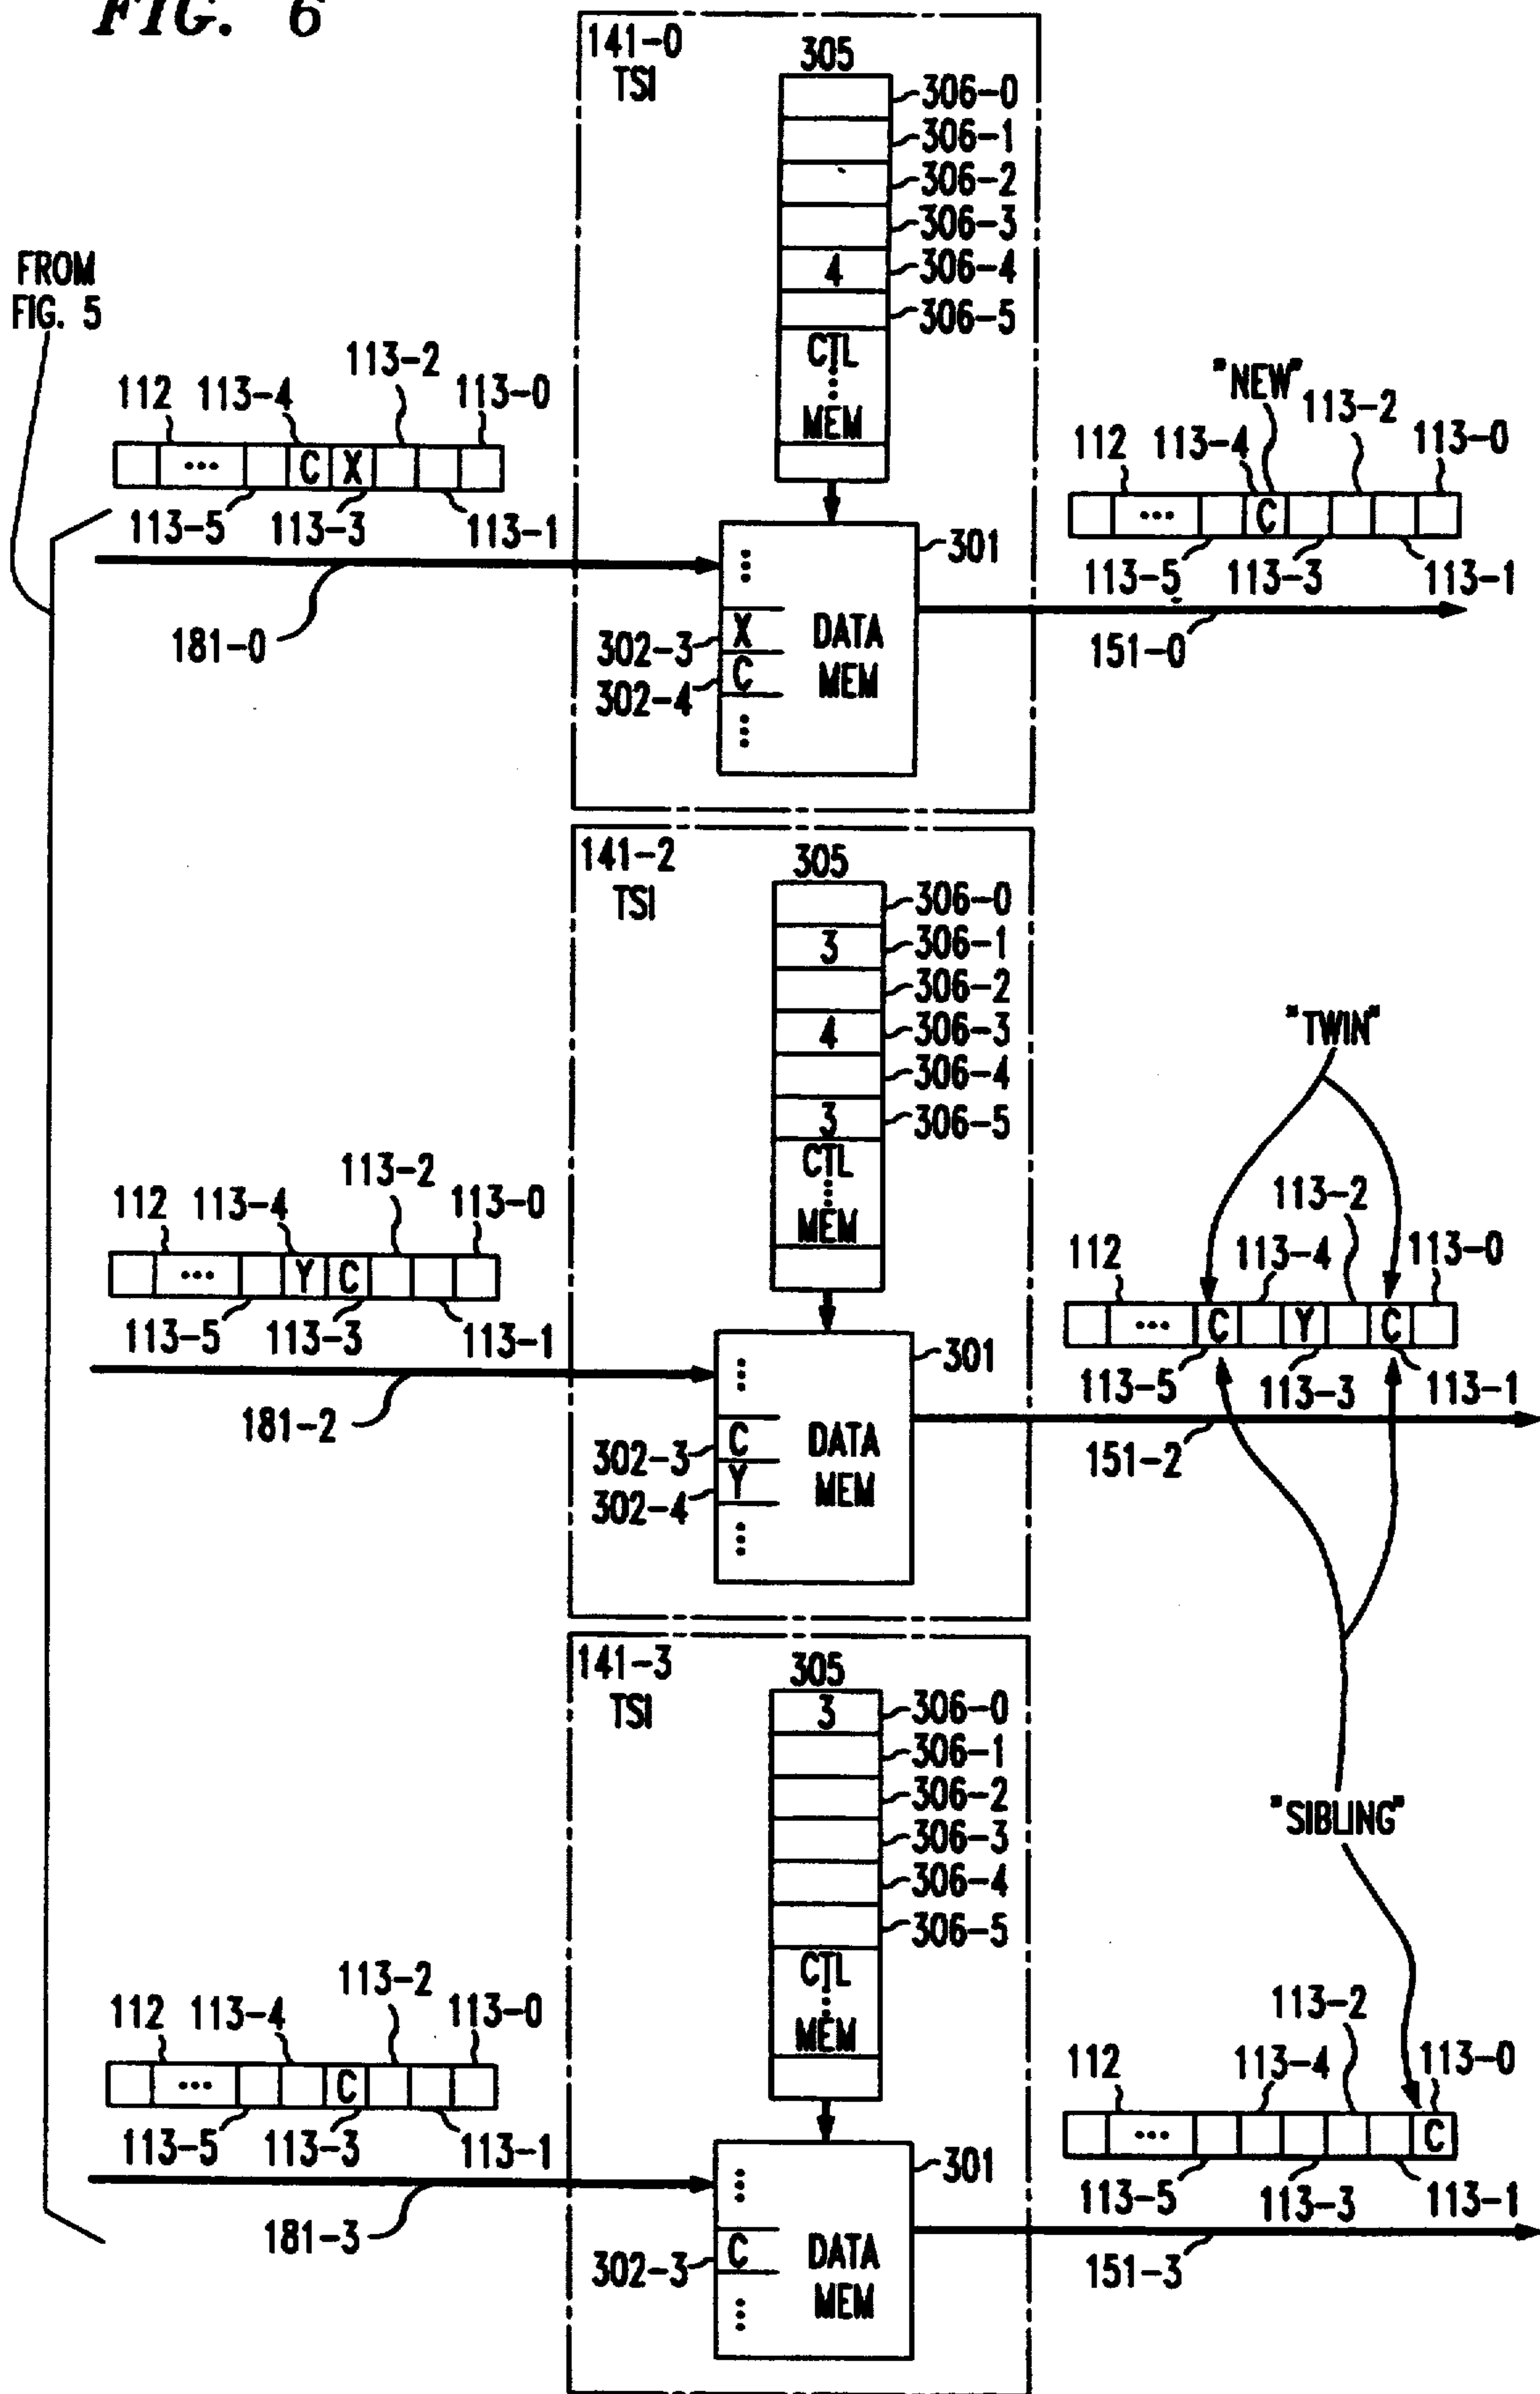 FIG. 6
141-0
TSI
305
306-0
306-1
306-2
306-3
4
306-4
306-5
CTL
MEM
FROM
FIG. 5
112
113-4
113-2
113-0
...
C
X
113-5
113-3
113-1
181-0
301
...
X
C
...
302-3
302-4
DATA
MEM
"NEW"
112
113-4
113-2
113-0
...
C
113-5
113-3
113-1
151-0
141-2
TSI
305
306-0
3
306-1
306-2
4
306-3
306-4
3
306-5
CTL
MEM
112
113-4
113-2
113-0
...
Y
C
113-5
113-3
113-1
181-2
301
...
C
Y
...
302-3
302-4
DATA
MEM
"TWIN"
112
113-4
113-2
113-0
...
C
Y
C
113-5
113-3
113-1
151-2
"SIBLING"
141-3
TSI
305
3
306-0
306-1
306-2
306-3
306-4
306-5
CTL
MEM
112
113-4
113-2
113-0
...
C
113-5
113-3
113-1
181-3
301
...
C
...
302-3
DATA
MEM
112
113-4
113-2
113-0
...
C
113-5
113-3
113-1
151-3